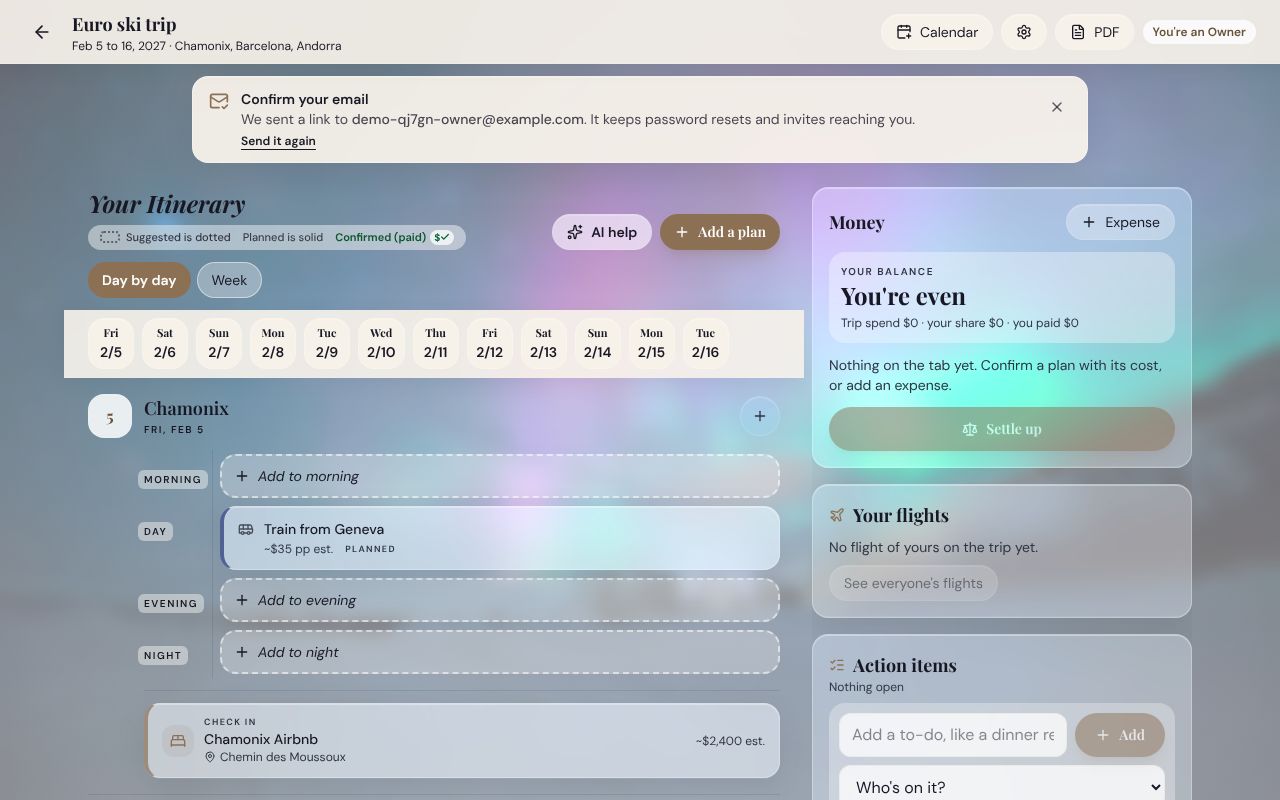 Euro ski trip
Feb 5 to 16, 2027 · Chamonix, Barcelona, Andorra
Calendar
PDF
You're an Owner
Confirm your email
We sent a link to demo-qj7gn-owner@example.com. It keeps password resets and invites reaching you.
Send it again
Your Itinerary
Suggested is dotted Planned is solid Confirmed (paid) $✓
AI help
Add a plan
Day by day
Week
Fri Sat Sun Mon Tue Wed Thu Fri Sat Sun Mon Tue
2/5 2/6 2/7 2/8 2/9 2/10 2/11 2/12 2/13 2/14 2/15 2/16
5
Chamonix
FRI, FEB 5
MORNING
Add to morning
DAY
Train from Geneva
~$35 pp est. PLANNED
EVENING
Add to evening
NIGHT
Add to night
CHECK IN
Chamonix Airbnb
~$2,400 est.
Chemin des Moussoux
Money
Expense
YOUR BALANCE
You're even
Trip spend $0 · your share $0 · you paid $0
Nothing on the tab yet. Confirm a plan with its cost,
or add an expense.
Settle up
Your flights
No flight of yours on the trip yet.
See everyone's flights
Action items
Nothing open
Add a to-do, like a dinner re
Add
Who's on it?